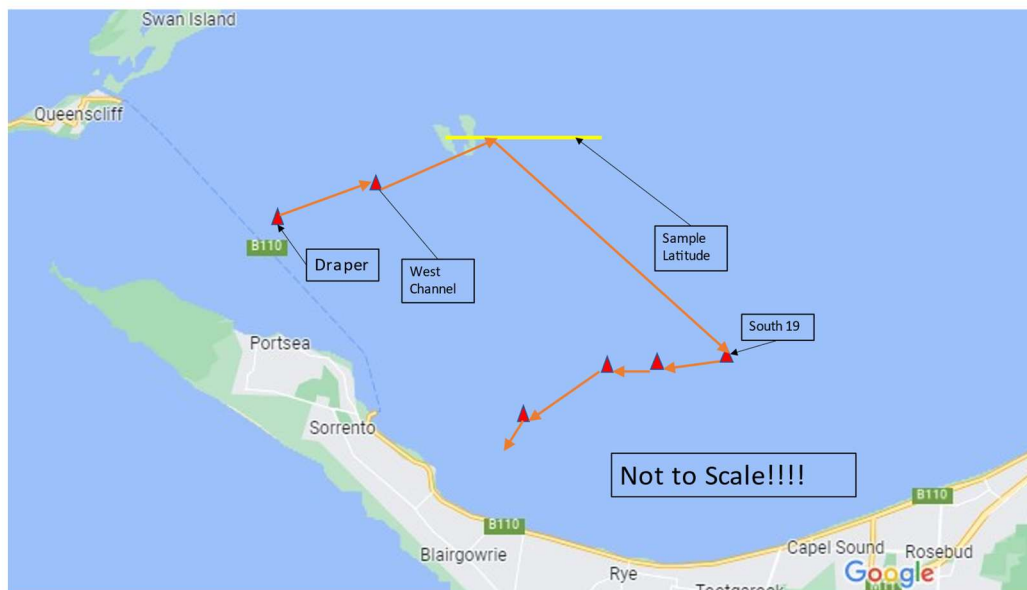 Swan Island
Queenscliff
B110
Draper
West
Channel
Sample
Latitude
South 19
Portsea
Sorrento
Not to Scale!!!!
B110
B110
Blairgowrie
Rye
Capel Sound
Rosebud
Google